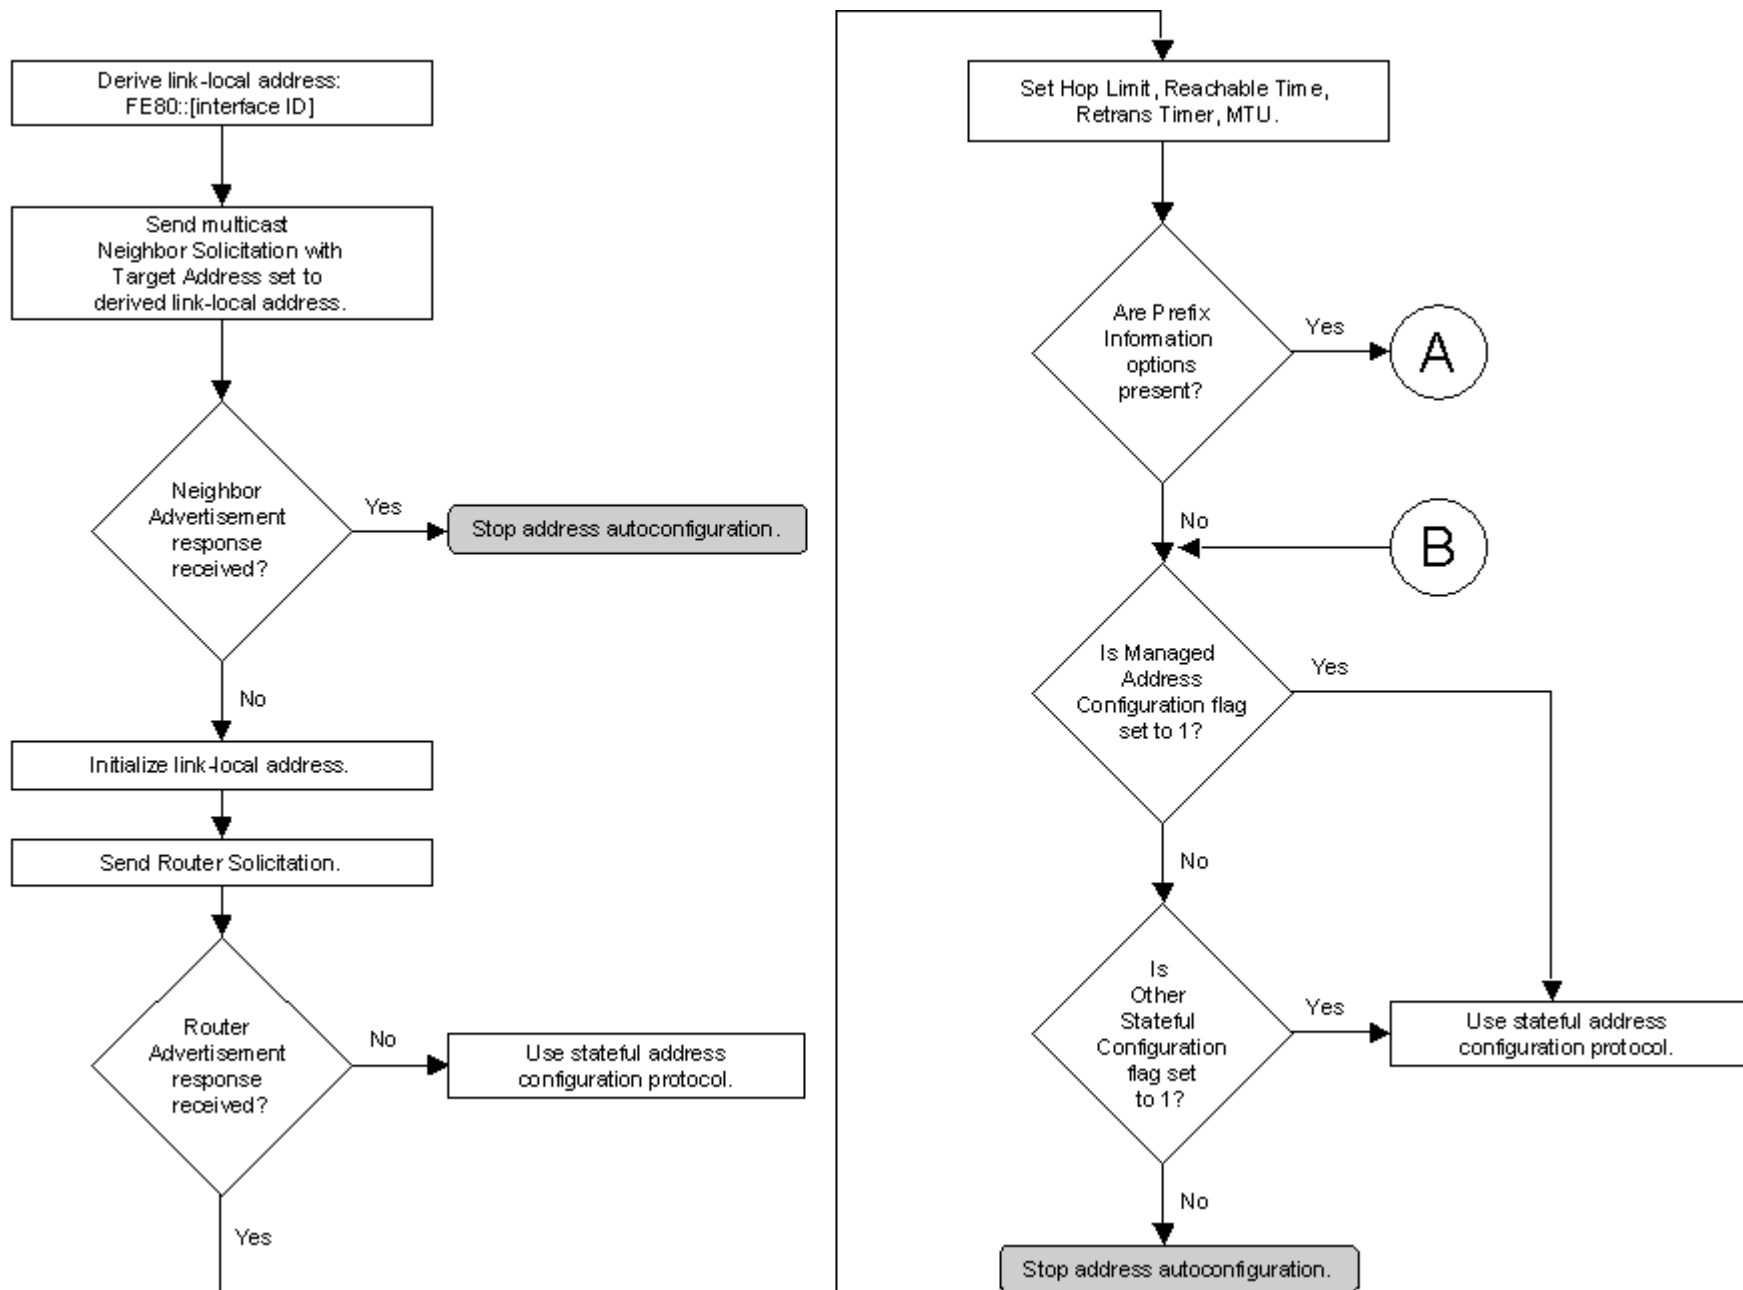 Derive link-local address:
FE80::[interface ID]
Send multicast
Neighbor Solicitation with
Target Address set to
derived link-local address.
Neighbor
Advertisement
response
received?
Yes
Stop address autoconfiguration.
No
Initialize link-local address.
Send Router Solicitation.
Router
Advertisement
response
received?
No
Use stateful address
configuration protocol.
Yes
Set Hop Limit, Reachable Time,
Retrans Timer, MTU.
Are Prefix
Information
options
present?
Yes
A
No
B
Is Managed
Address
Configuration flag
set to 1?
Yes
No
Is
Other
Stateful
Configuration
flag set
to 1?
Yes
Use stateful address
configuration protocol.
No
Stop address autoconfiguration.